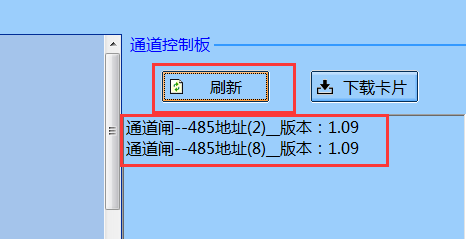 通道控制板
刷新
下载卡片
通道闸--485地址(2)__版本：1.09
通道闸--485地址(8)__版本：1.09